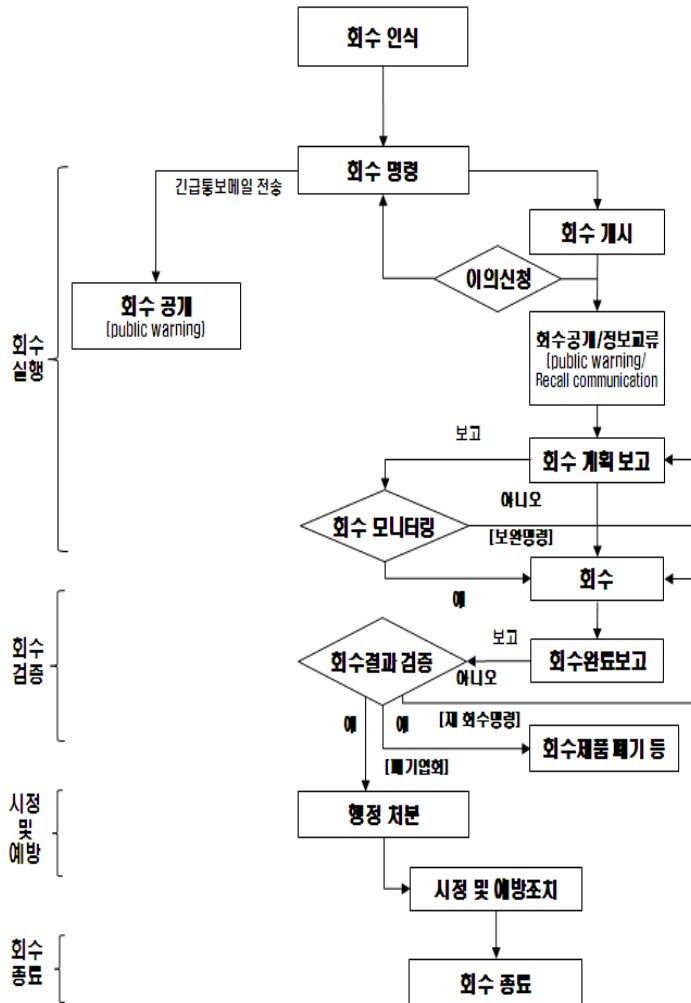 회수 인식
회수 명령
긴급통보메일 전송
회수 개시
이의신청
회수 공개
(public warning)
회수
실행
회수공개/정보교류
(public warning/
Recall communication
보고
회수 계획 보고
아니오
회수 모니터링
[보완명령]
회수
예
회수
검증
보고
회수결과 검증
회수완료보고
아니오
예
예
[재 회수명령]
회수제품 폐기 등
[폐기입회]
시정
및
예방
행정 처분
시정 및 예방조치
회수
종료
회수 종료